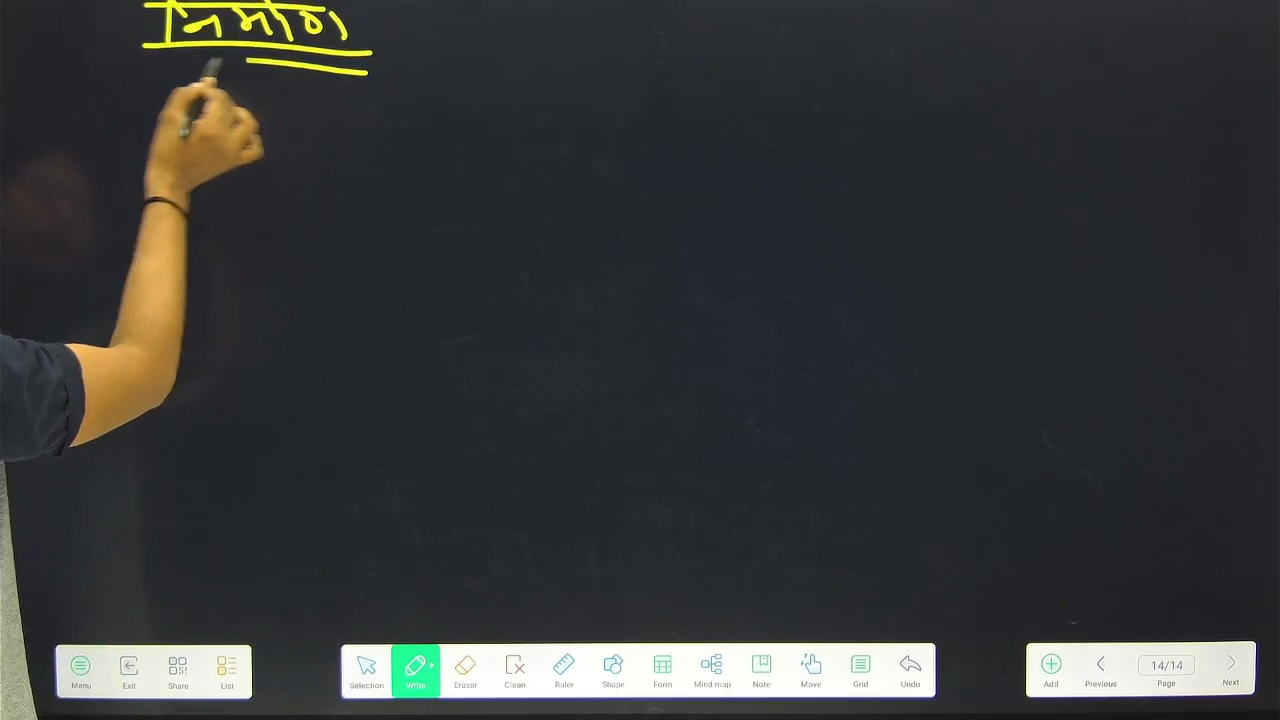 Menu
Exit
Share
List
Selection
Write
Eraser
Clean
Ruler
Shape
Form
Mind map
Note
Move
Grid
Undo
Add
Previous
14/14
Page
Next